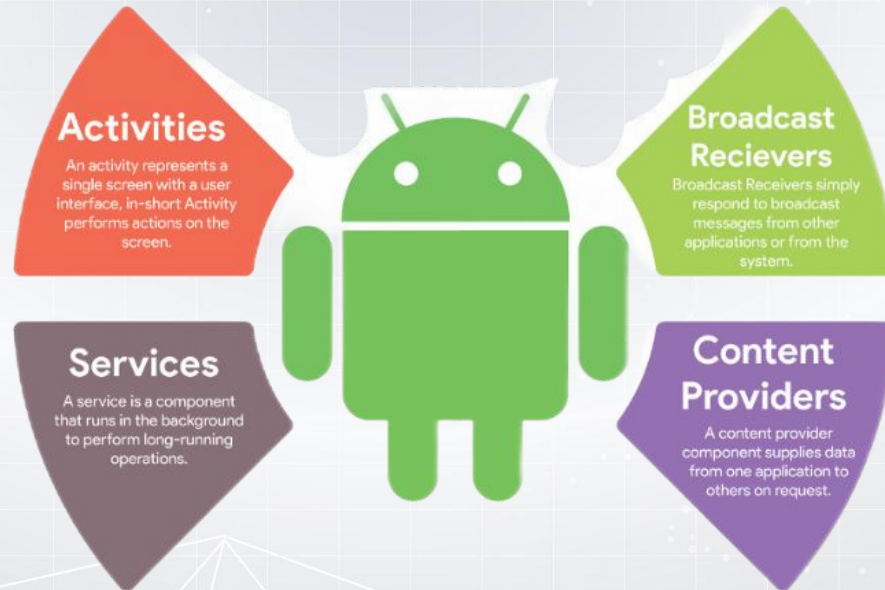 Activities
An activity represents a
single screen with a user
interface, in-short Activity
performs actions on the
screen.
Broadcast
Recievers
Broadcast Receivers simply
respond to broadcast
messages from other
applications or from the
system.
Services
A service is a component
that runs in the background
to perform long-running
operations.
Content
Providers
A content provider
component supplies data
from one application to
others on request.